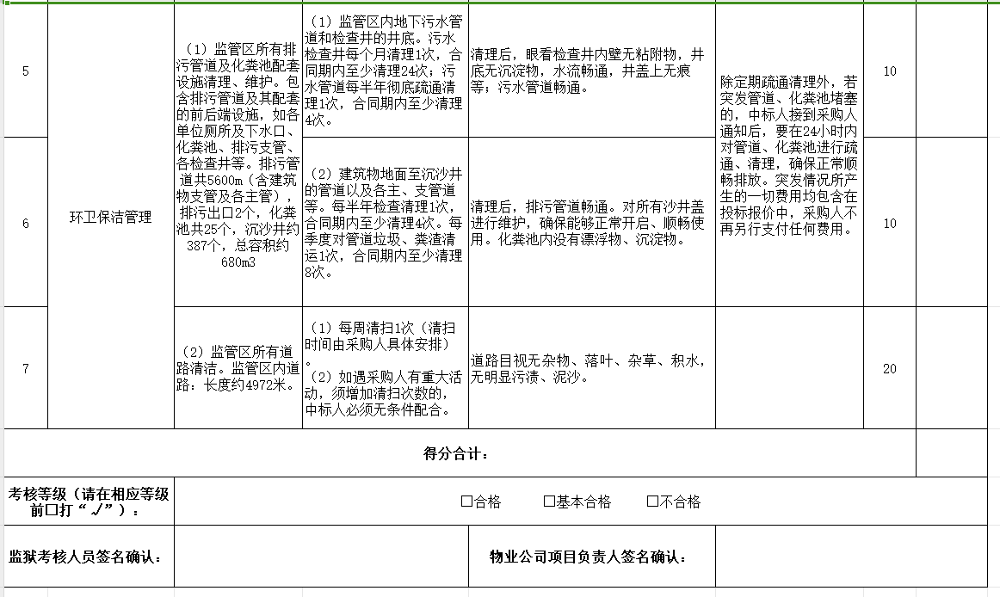 5
环卫保洁管理
（1）监管区所有排
污管道及化粪池配套
设施清理、维护。包
含排污管道及其配套
的前后端设施，如各
单位厕所及下水口、
化粪池、排污支管、
各检查井等。排污管
道共5600m（含建筑
物支管及各主管），
排污出口2个，化粪
池共25个，沉沙井约
387个，总容积约
680m3
（1）监管区内地下污水管
道和检查井的井底。污水
检查井每个月清理1次，合
同期内至少清理24次；污
水管道每半年彻底疏通清
理1次，合同期内至少清理
4次。
清理后，眼看检查井内壁无粘附物，井
底无沉淀物，水流畅通，井盖上无痕
等；污水管道畅通。
除定期疏通清理外，若
突发管道、化粪池堵塞
的，中标人接到采购人
通知后，要在24小时内
对管道、化粪池进行疏
通、清理，确保正常顺
畅排放。突发情况所产
生的一切费用均包含在
投标报价中，采购人不
再另行支付任何费用。
10
6
（2）建筑物地面至沉沙井
的管道以及各主、支管道
等。每半年检查清理1次，
合同期内至少清理4次。每
季度对管道垃圾、粪渣清
运1次，合同期内至少清理
8次。
清理后，排污管道畅通。对所有沙井盖
进行维护，确保能够正常开启、顺畅使
用。化粪池内没有漂浮物、沉淀物。
10
7
（2）监管区所有道
路清洁。监管区内道
路：长度约4972米。
（1）每周清扫1次（清扫
时间由采购人具体安排）
。
（2）如遇采购人有重大活
动，须增加清扫次数的，
中标人必须无条件配合。
道路目视无杂物、落叶、杂草、积水，
无明显污渍、泥沙。
20
得分合计：
考核等级（请在相应等级
前口打“√”）：
□合格 □基本合格 □不合格
监狱考核人员签名确认：
物业公司项目负责人签名确认：